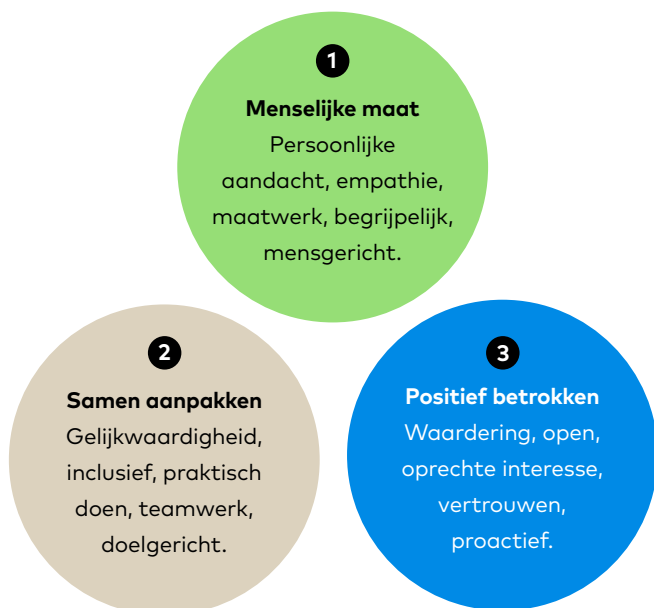 1
Menselijke maat
Persoonlijke
aandacht, empathie,
maatwerk, begrijpelijk,
mensgericht.
2
Samen aanpakken
Gelijkwaardigheid,
inclusief, praktisch
doen, teamwerk,
doelgericht.
3
Positief betrokken
Waardering, open,
oprechte interesse,
vertrouwen,
proactief.